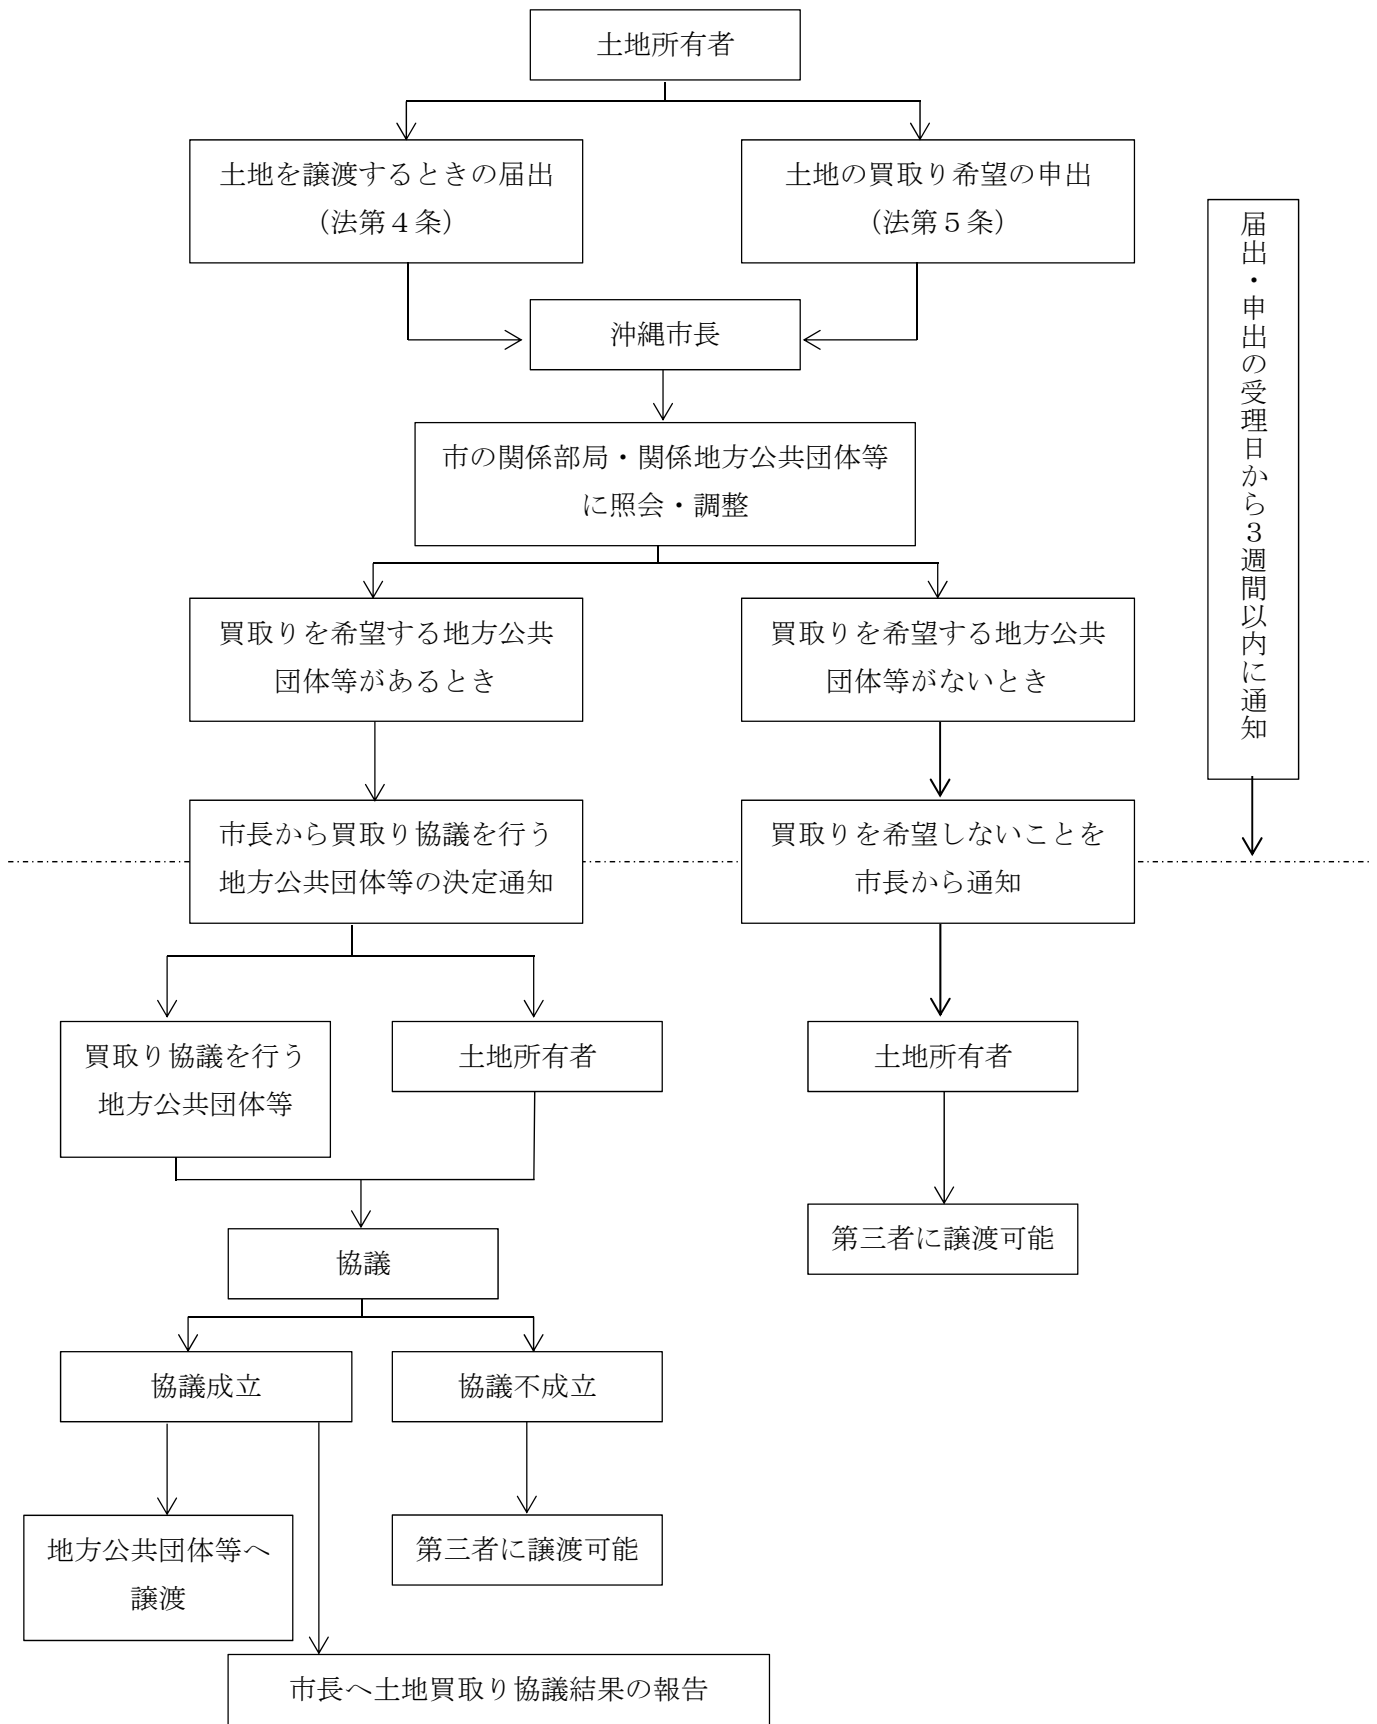 土地所有者
土地を譲渡するときの届出
（法第４条）
土地の買取り希望の申出
（法第５条）
届出・申出の受理日から３週間以内に通知
沖縄市長
市の関係部局・関係地方公共団体等
に照会・調整
買取りを希望する地方公共
団体等があるとき
買取りを希望する地方公共
団体等がないとき
市長から買取り協議を行う
地方公共団体等の決定通知
買取りを希望しないことを
市長から通知
買取り協議を行う
地方公共団体等
土地所有者
土地所有者
第三者に譲渡可能
協議
協議成立
協議不成立
地方公共団体等へ
譲渡
第三者に譲渡可能
市長へ土地買取り協議結果の報告